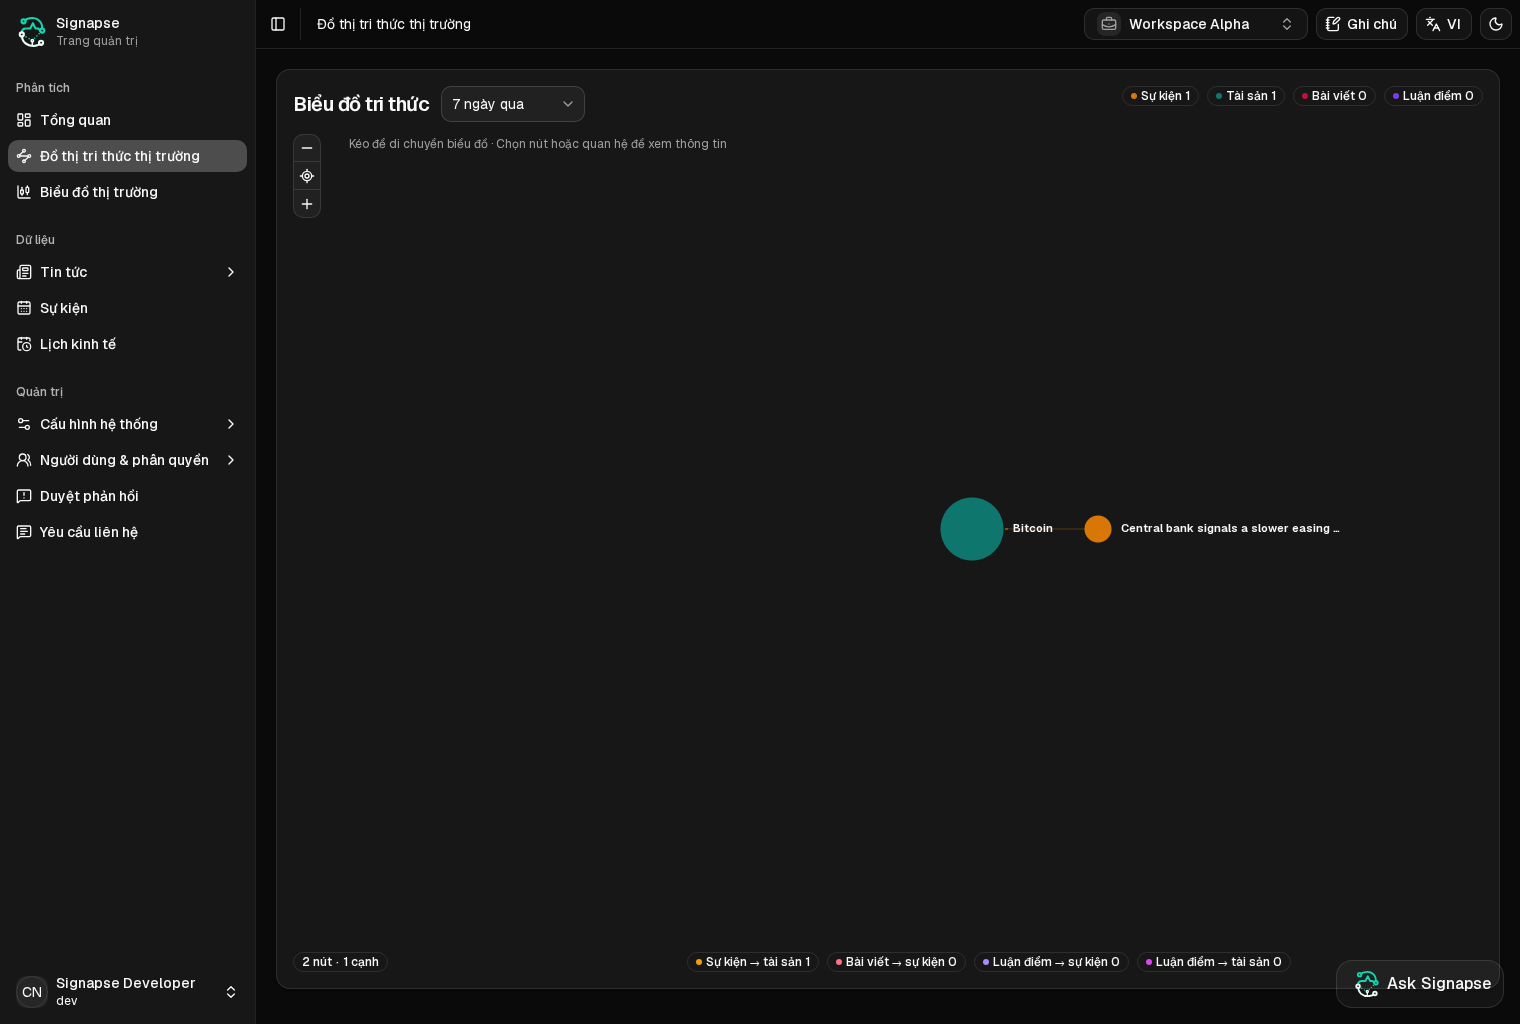 Signapse
Trang quản trị
Phân tích
Tổng quan
Đồ thị tri thức thị trường
Biểu đồ thị trường
Dữ liệu
Tin tức
Sự kiện
Lịch kinh tế
Quản trị
Cấu hình hệ thống
Người dùng & phân quyền
Duyệt phản hồi
Yêu cầu liên hệ
CN
Signapse Developer
dev
Đồ thị tri thức thị trường
Workspace Alpha
Ghi chú
VI
Biểu đồ tri thức
7 ngày qua
Sự kiện 1
Tài sản 1
Bài viết 0
Luận điểm 0
Kéo để di chuyển biểu đồ · Chọn nút hoặc quan hệ để xem thông tin
Bitcoin
Central bank signals a slower easing ...
2 nút · 1 cạnh
Sự kiện → tài sản 1
Bài viết → sự kiện 0
Luận điểm → sự kiện 0
Luận điểm → tài sản 0
Ask Signapse